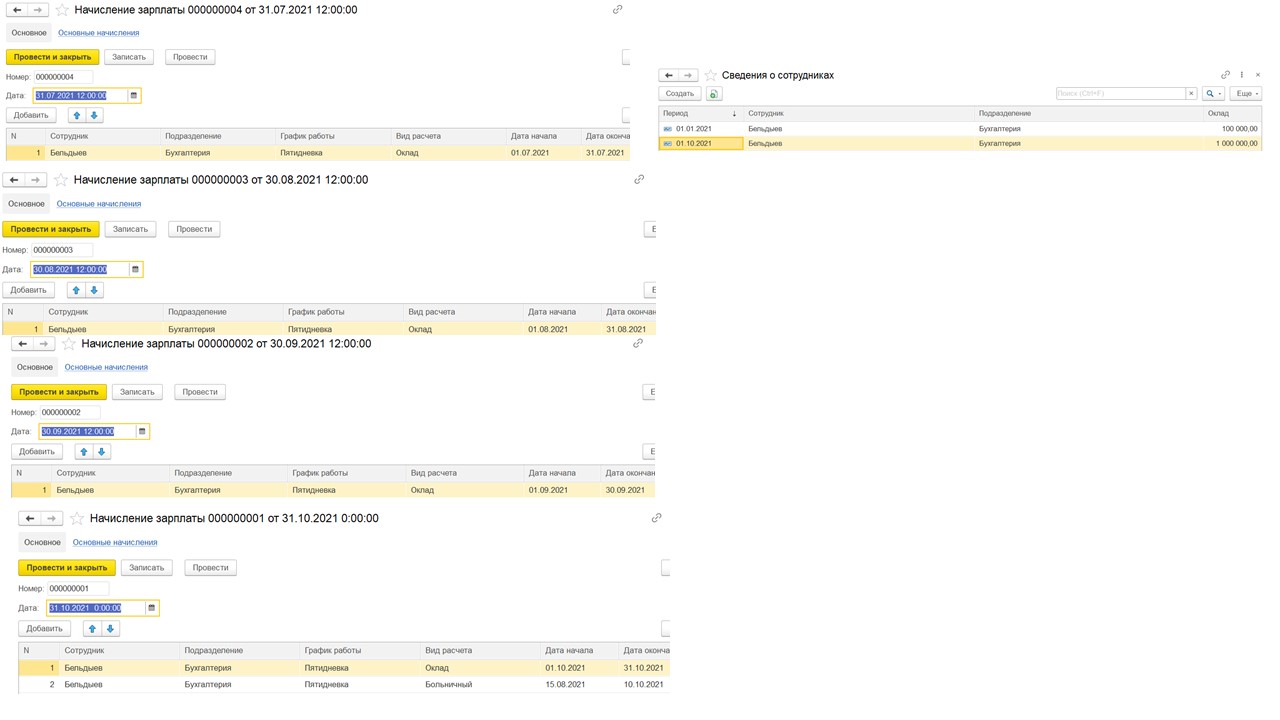 Начисление зарплаты 000000004 от 31.07.2021 12:00:00
Основное Основные начисления
Провести и закрыть Записать Провести
Номер: 000000004
Дата: 31.07.2021 12:00:00
Добавить
N Сотрудник Подразделение График работы Вид расчета Дата начала Дата оконча
1 Бельдыев Бухгалтерия Пятидневка Оклад 01.07.2021 31.07.2021
Начисление зарплаты 000000003 от 30.08.2021 12:00:00
Основное Основные начисления
Провести и закрыть Записать Провести
Номер: 000000003
Дата: 30.08.2021 12:00:00
Добавить
N Сотрудник Подразделение График работы Вид расчета Дата начала Дата окончан
1 Бельдыев Бухгалтерия Пятидневка Оклад 01.08.2021 31.08.2021
Начисление зарплаты 000000002 от 30.09.2021 12:00:00
Основное Основные начисления
Провести и закрыть Записать Провести
Номер: 000000002
Дата: 30.09.2021 12:00:00
Добавить
N Сотрудник Подразделение График работы Вид расчета Дата начала Дата окончан
1 Бельдыев Бухгалтерия Пятидневка Оклад 01.09.2021 30.09.2021
Начисление зарплаты 000000001 от 31.10.2021 0:00:00
Основное Основные начисления
Провести и закрыть Записать Провести
Номер: 000000001
Дата: 31.10.2021 0:00:00
Добавить
N Сотрудник Подразделение График работы Вид расчета Дата начала Дата оконча
1 Бельдыев Бухгалтерия Пятидневка Оклад 01.10.2021 31.10.2021
2 Бельдыев Бухгалтерия Пятидневка Больничный 15.08.2021 10.10.2021
Сведения о сотрудниках
Создать Поиск (Ctrl+F) Еще
Период Сотрудник Подразделение Оклад
01.01.2021 Бельдыев Бухгалтерия 100 000,00
01.10.2021 Бельдыев Бухгалтерия 1 000 000,00